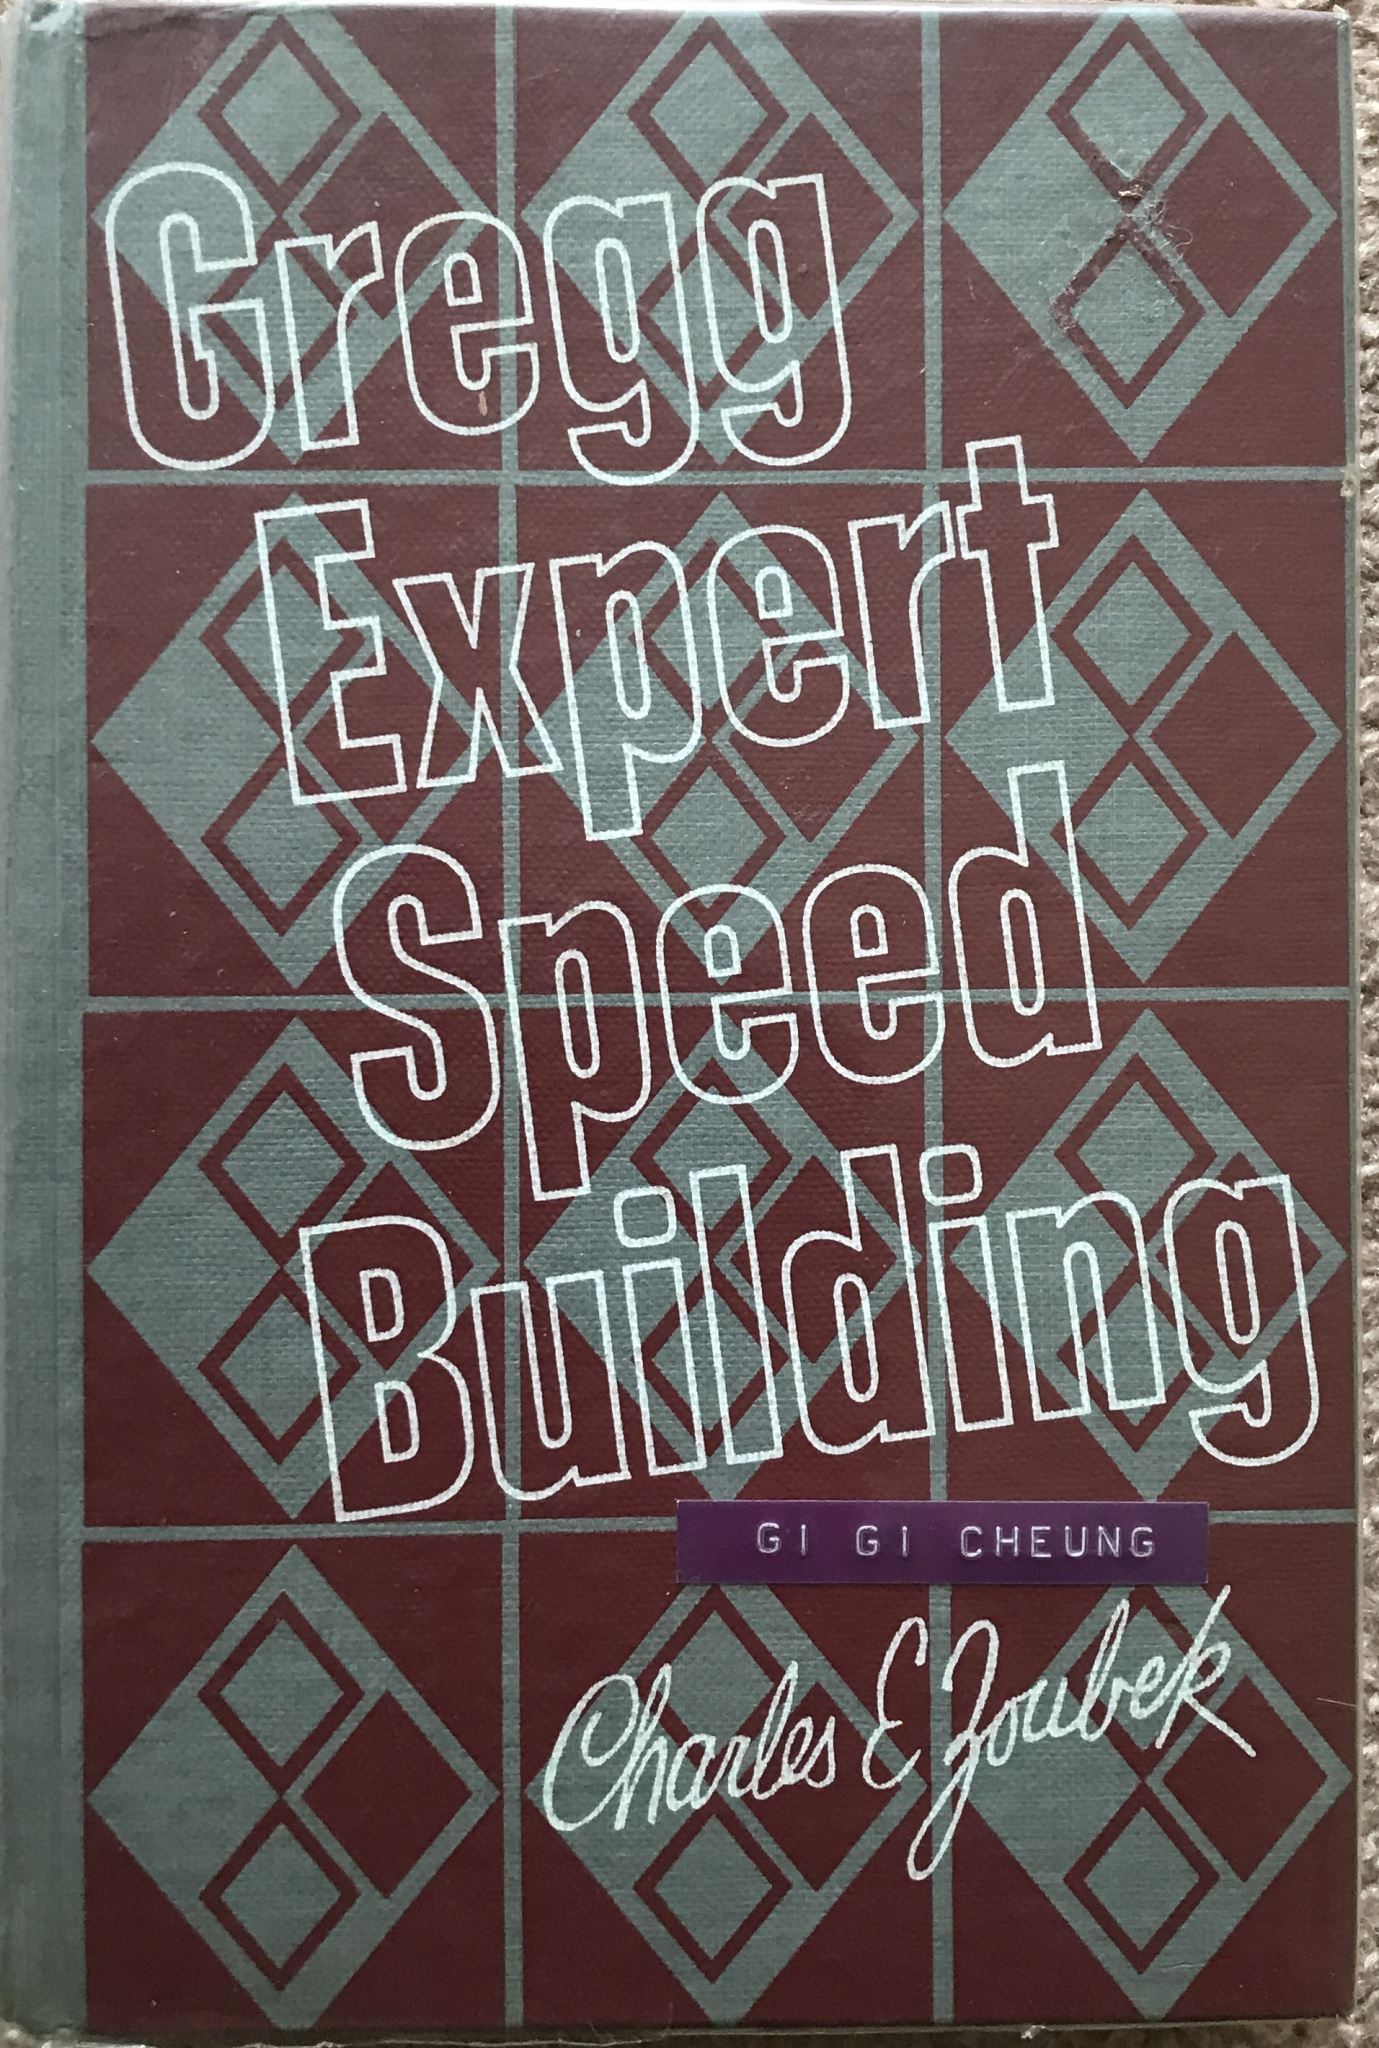 Gregg
Expert
Speed
Building
GI GI CHEUNG
Charles E Zoubek